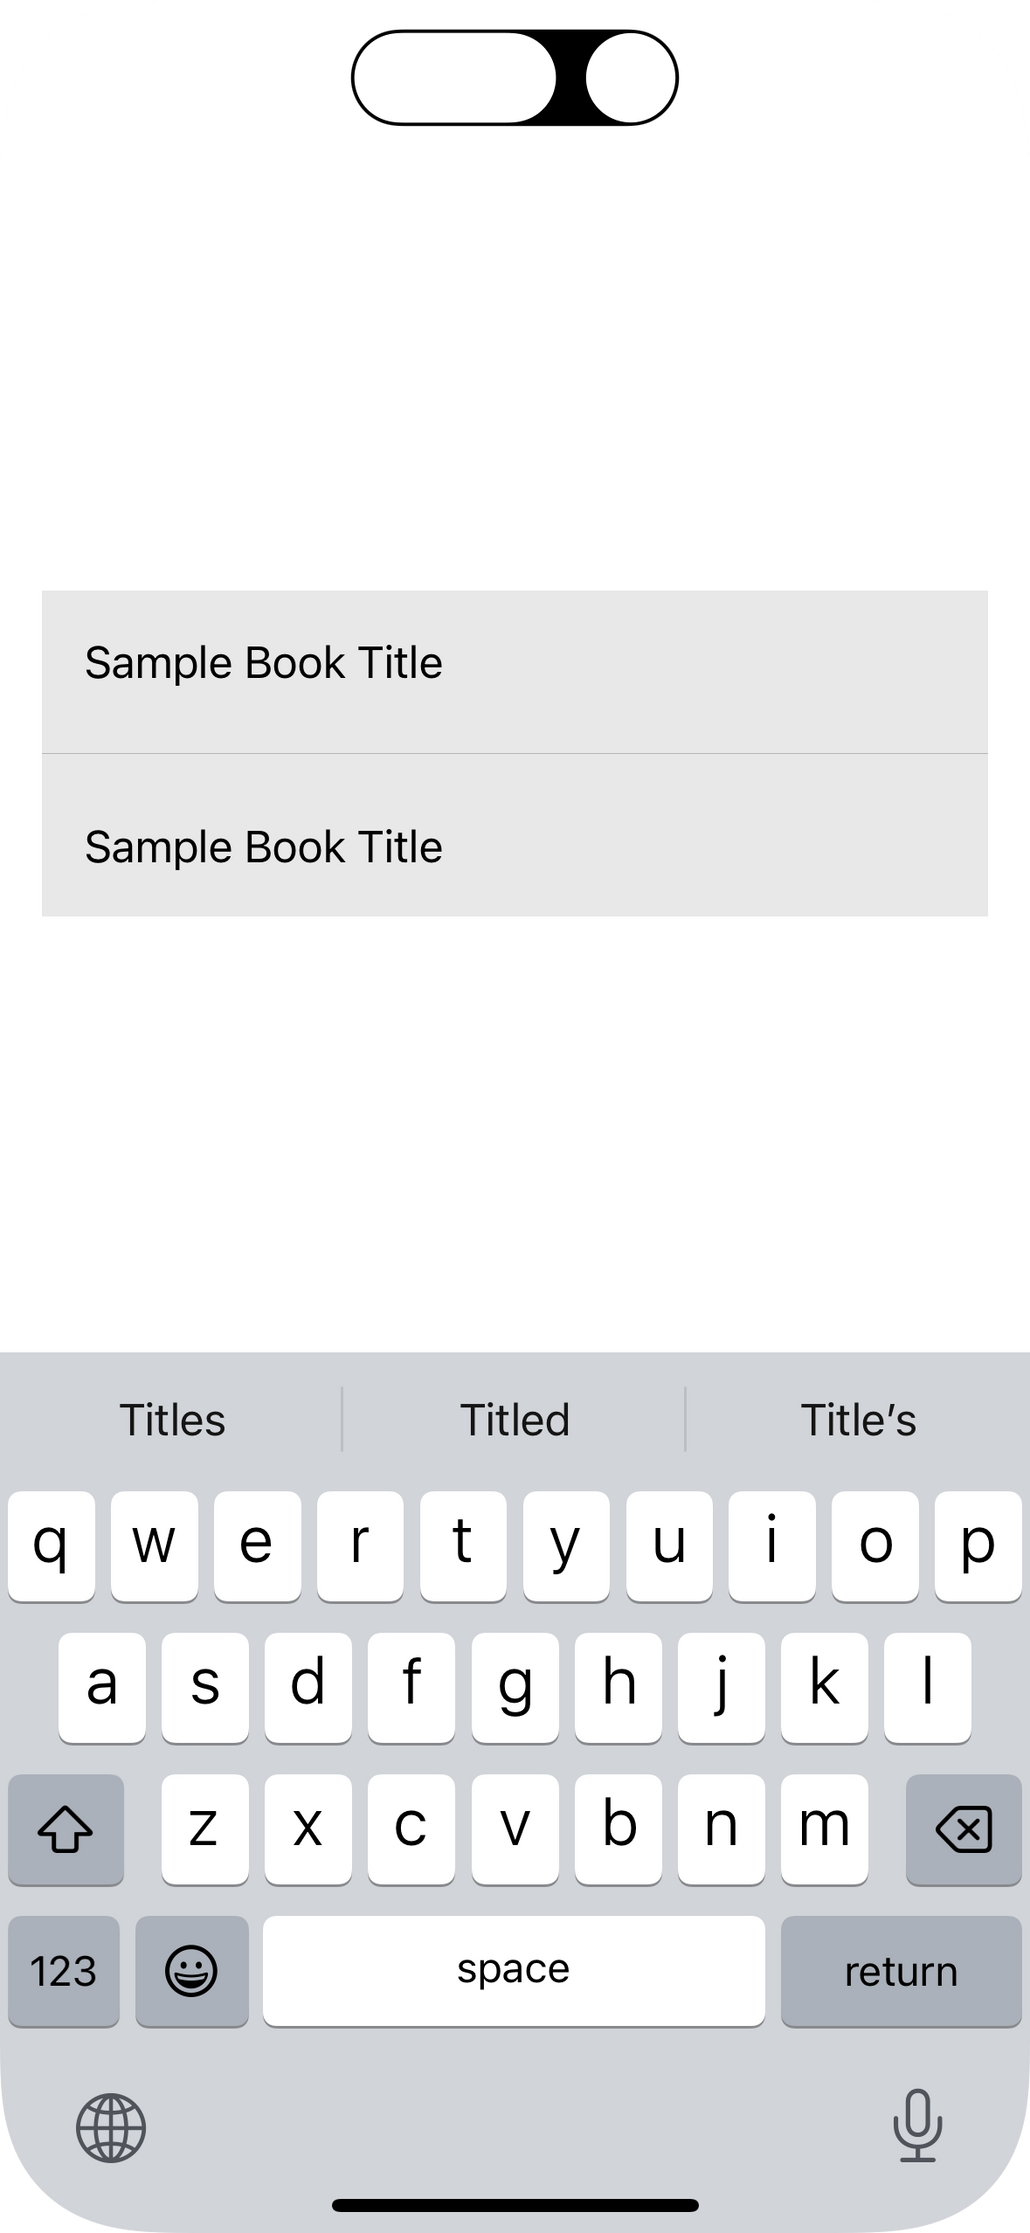 Sample Book Title
Sample Book Title
Titles Titled Title’s
q w e r t y u i o p
a s d f g h j k l
z x c v b n m
123 space return